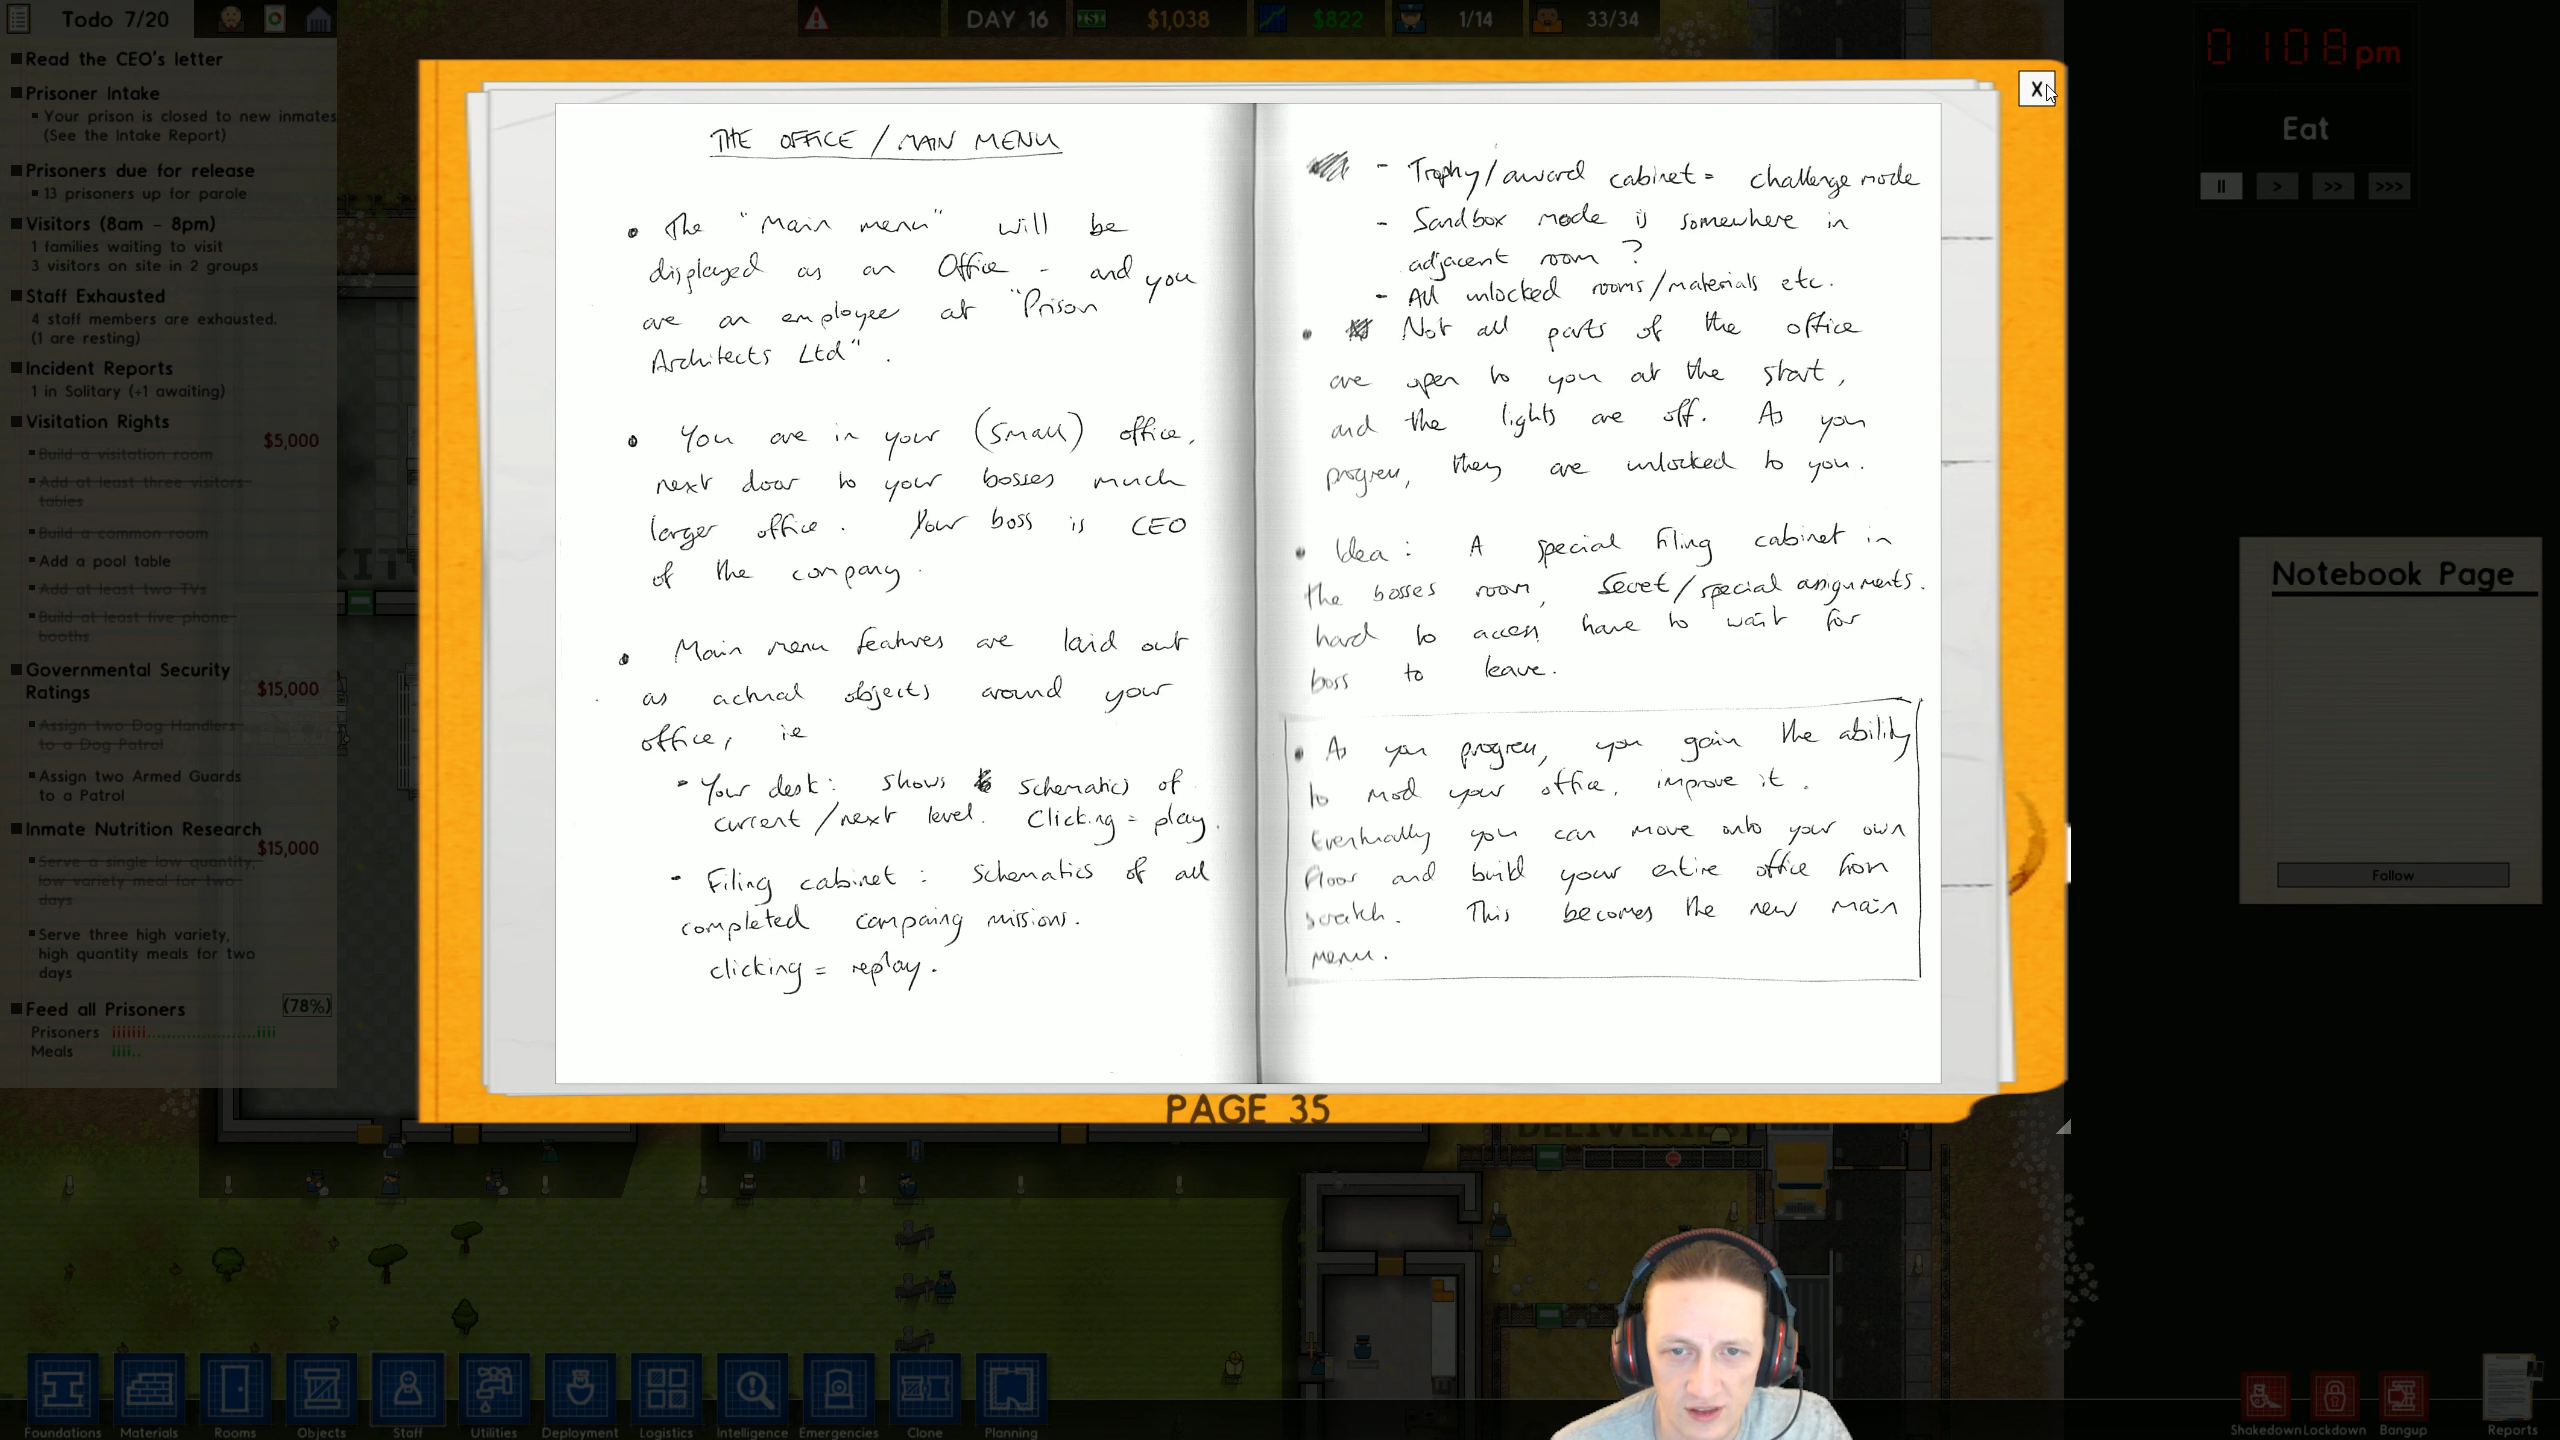 Todo 7/20
DAY 16
$1,038
$822
1/14
33/34
Read the CEO's letter
Prisoner Intake
Your prison is closed to new inmates
(See the Intake Report)
Prisoners due for release
13 prisoners up for parole
Visitors (8am - 8pm)
1 families waiting to visit
3 visitors on site in 2 groups
Staff Exhausted
4 staff members are exhausted.
(1 are resting)
Incident Reports
1 in Solitary (+1 awaiting)
Visitation Rights
$5,000
Build a visitation room
Add at least three visitors
tables
Build a common room
Add a pool table
Add at least two TVs
Build at least five phone
booths
Governmental Security
Ratings
$15,000
Assign two Dog Handlers
to a Dog Patrol
Assign two Armed Guards
to a Patrol
Inmate Nutrition Research
$15,000
Serve a single low quantity,
low variety meal for two
days
Serve three high variety,
high quantity meals for two
days
Feed all Prisoners
(78%)
Prisoners
Meals
X
THE OFFICE / MAIN MENU
• The "Main menu" will be
displayed as an Office - and you
are an employee at "Prison
Architects Ltd".
• You are in your (small) office,
next door to your bosses much
larger office. Your boss is CEO
of the company.
• Main menu features are laid out
as actual objects around your
office, ie
- Your desk: shows schematics of
current/next level. Clicking = play.
- Filing cabinet: Schematics of all
completed campaing missions.
clicking = replay.
- Trophy/award cabinet = challenge mode
- Sandbox mode is somewhere in
adjacent room?
- All unlocked rooms/materials etc.
• Not all parts of the office
are open to you at the start,
and the lights are off. As you
progress, they are unlocked to you.
• Idea: A special filing cabinet in
the bosses room, Secret/special assignments.
hard to access have to wait for
boss to leave.
• As you progress, you gain the ability
to mod your office, improve it.
Eventually you can move onto your own
floor and build your entire office from
scratch. This becomes the new main
menu.
PAGE 35
DELIVERIES
01:08pm
Eat
Notebook Page
Follow
Foundations
Materials
Rooms
Objects
Staff
Utilities
Deployment
Logistics
Intelligence
Emergencies
Clone
Planning
Shakedown
Lockdown
Bangup
Reports